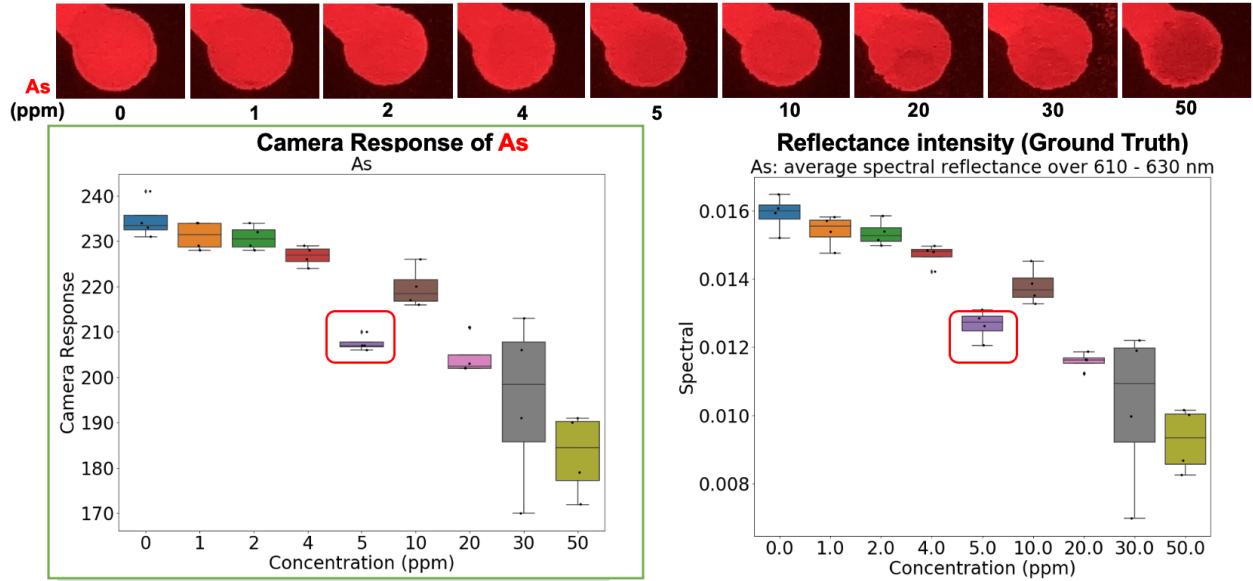 As
(ppm)
0 1 2 4 5 10 20 30 50
Camera Response of As
As
Camera Response
240
230
220
210
200
190
180
170
0 1 2 4 5 10 20 30 50
Concentration (ppm)
Reflectance intensity (Ground Truth)
As: average spectral reflectance over 610 - 630 nm
Spectral
0.016
0.014
0.012
0.010
0.008
0.0 1.0 2.0 4.0 5.0 10.0 20.0 30.0 50.0
Concentration (ppm)